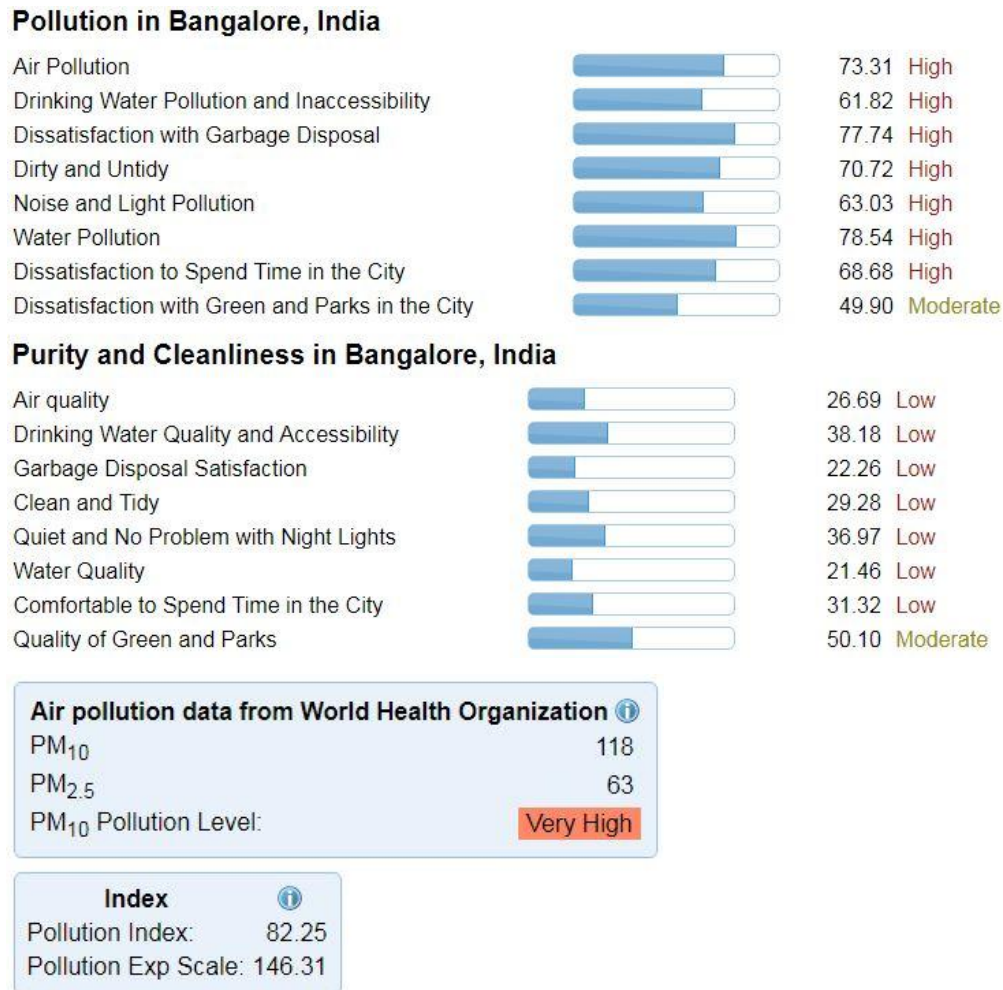 Pollution in Bangalore, India
Air Pollution 73.31 High
Drinking Water Pollution and Inaccessibility 61.82 High
Dissatisfaction with Garbage Disposal 77.74 High
Dirty and Untidy 70.72 High
Noise and Light Pollution 63.03 High
Water Pollution 78.54 High
Dissatisfaction to Spend Time in the City 68.68 High
Dissatisfaction with Green and Parks in the City 49.90 Moderate
Purity and Cleanliness in Bangalore, India
Air quality 26.69 Low
Drinking Water Quality and Accessibility 38.18 Low
Garbage Disposal Satisfaction 22.26 Low
Clean and Tidy 29.28 Low
Quiet and No Problem with Night Lights 36.97 Low
Water Quality 21.46 Low
Comfortable to Spend Time in the City 31.32 Low
Quality of Green and Parks 50.10 Moderate
Air pollution data from World Health Organization i
PM10 118
PM2.5 63
PM10 Pollution Level: Very High
Index i
Pollution Index: 82.25
Pollution Exp Scale: 146.31